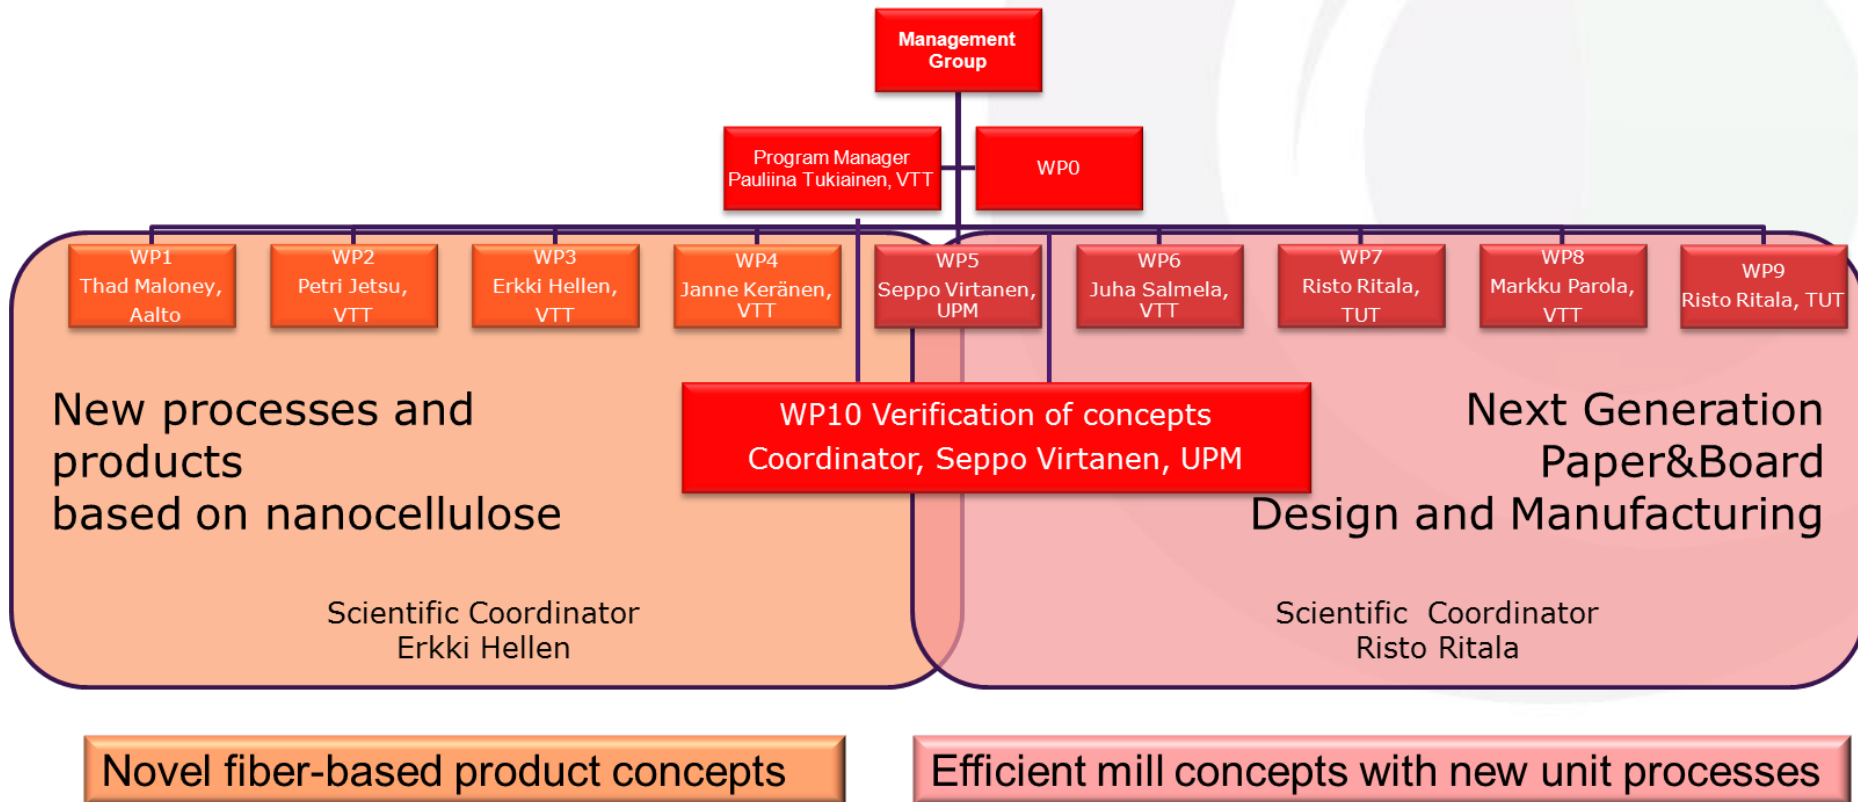 Management
Group
Program Manager
Pauliina Tukiainen, VTT
WP0
WP1
Thad Maloney,
Aalto
WP2
Petri Jetsu,
VTT
WP3
Erkki Hellen,
VTT
WP4
Janne Keränen,
VTT
WP5
Seppo Virtanen,
UPM
WP6
Juha Salmela,
VTT
WP7
Risto Ritala,
TUT
WP8
Markku Parola,
VTT
WP9
Risto Ritala, TUT
New processes and
products
based on nanocellulose
WP10 Verification of concepts
Coordinator, Seppo Virtanen, UPM
Next Generation
Paper&Board
Design and Manufacturing
Scientific Coordinator
Erkki Hellen
Scientific Coordinator
Risto Ritala
Novel fiber-based product concepts
Efficient mill concepts with new unit processes